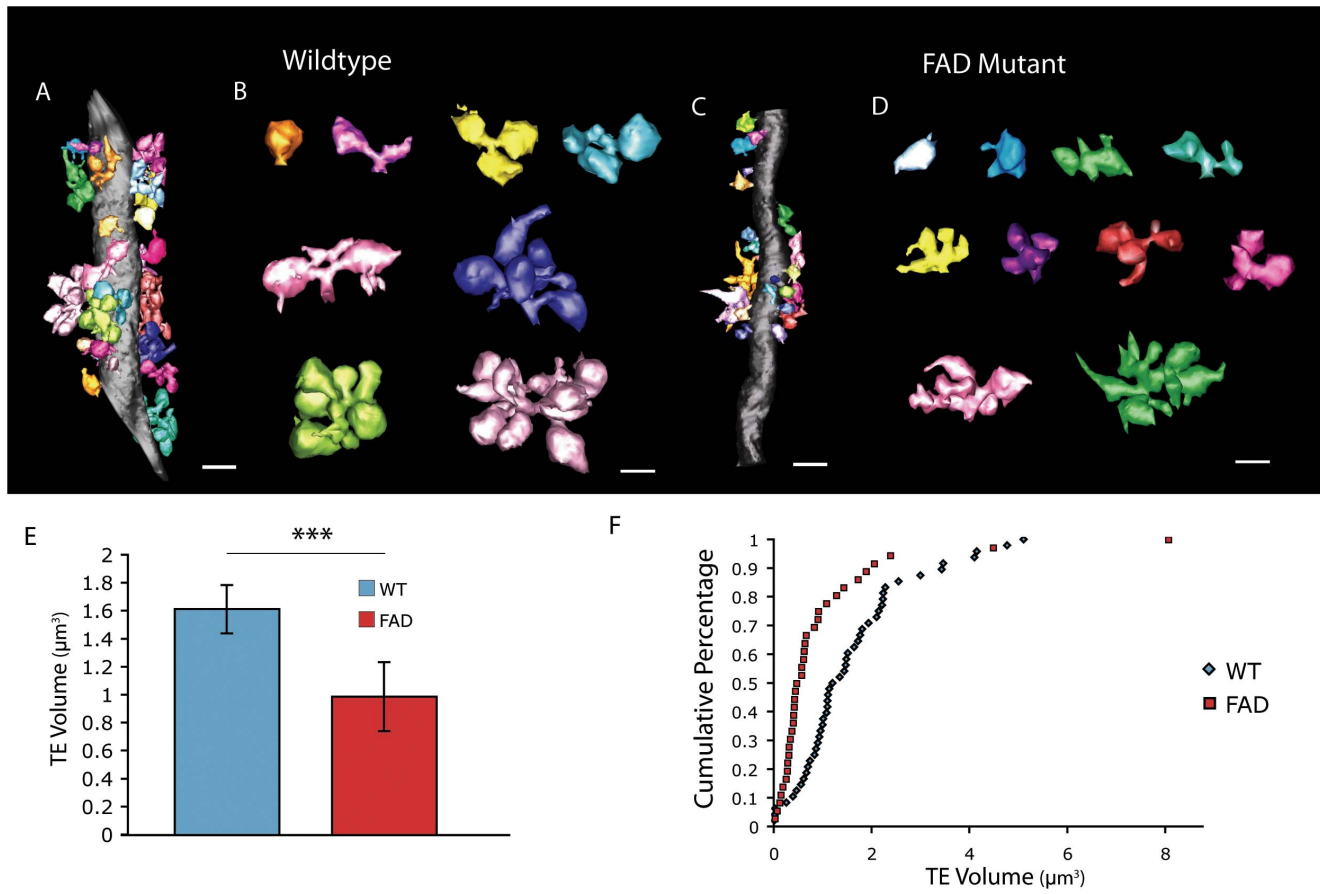 Wildtype
FAD Mutant
A
B
C
D
E
***
2
1.8
1.6
1.4
1.2
1
0.8
0.6
0.4
0.2
0
TE Volume (µm³)
WT
FAD
F
1
0.9
0.8
0.7
0.6
0.5
0.4
0.3
0.2
0.1
0
Cumulative Percentage
0 2 4 6 8
TE Volume (µm³)
WT
FAD